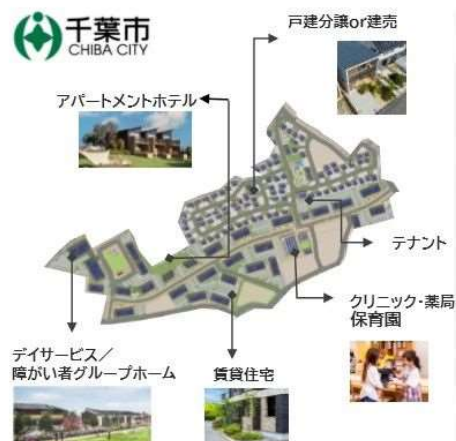 千葉市
CHIBA CITY
戸建分譲or建売
アパートメントホテル
テナント
クリニック・薬局
保育園
デイサービス／
障がい者グループホーム
賃貸住宅